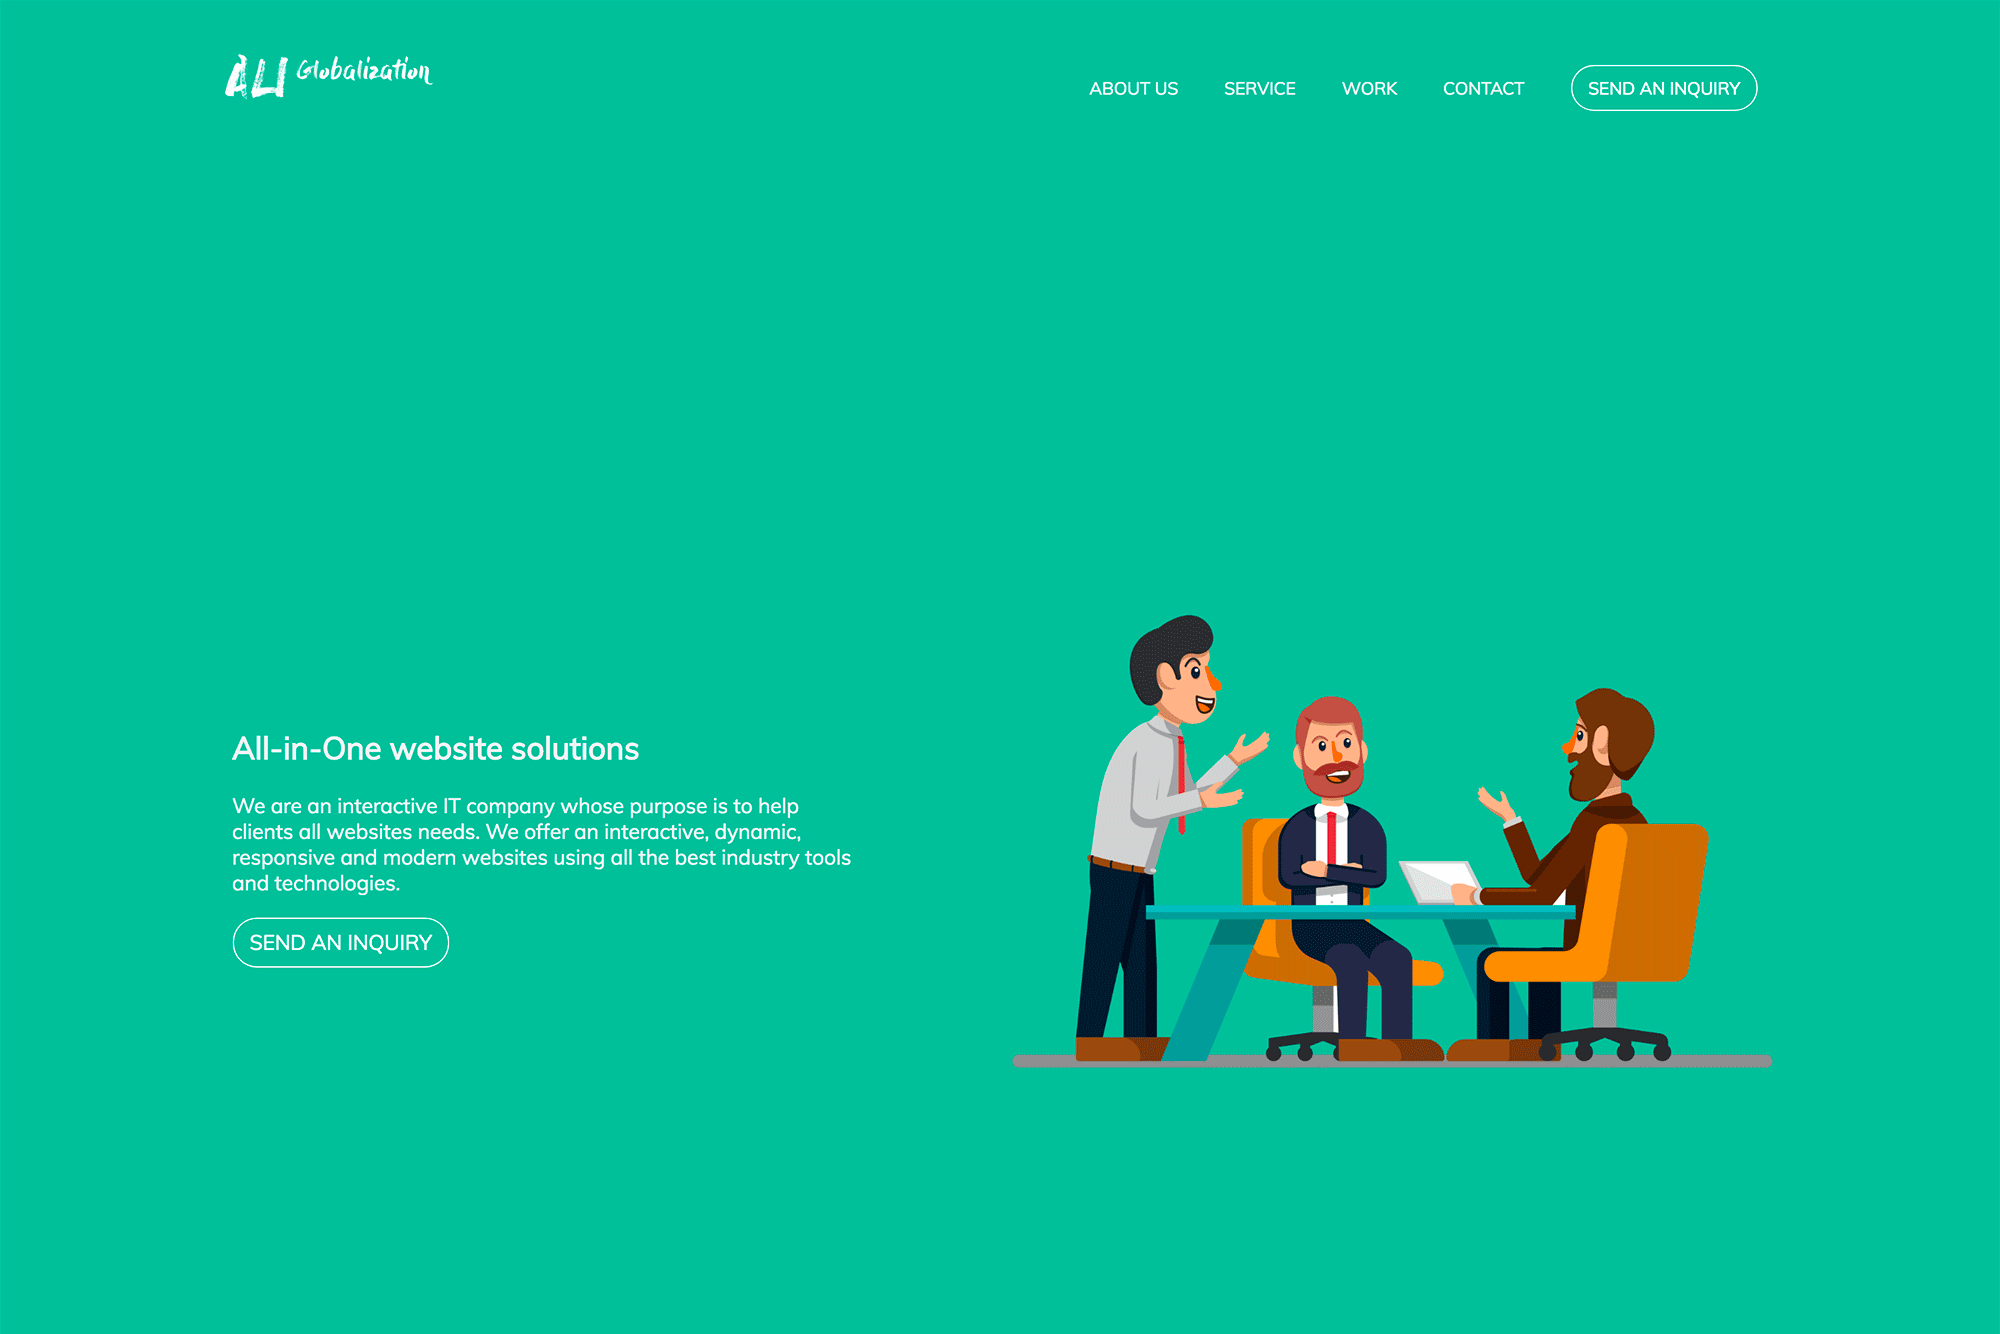 ALI Globalization
ABOUT US SERVICE WORK CONTACT SEND AN INQUIRY
All-in-One website solutions
We are an interactive IT company whose purpose is to help
clients all websites needs. We offer an interactive, dynamic,
responsive and modern websites using all the best industry tools
and technologies.
SEND AN INQUIRY